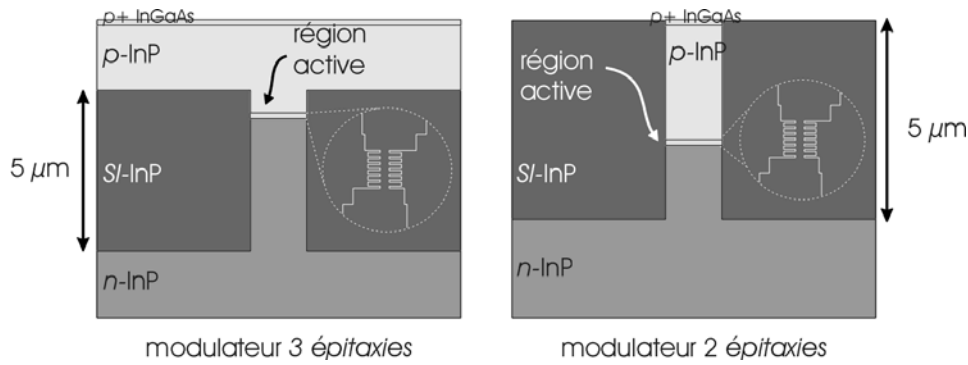 p+ InGaAs
p-InP
région
active
5 µm
SI-InP
n-InP
modulateur 3 épitaxies
p+ InGaAs
p-InP
région
active
5 µm
SI-InP
n-InP
modulateur 2 épitaxies